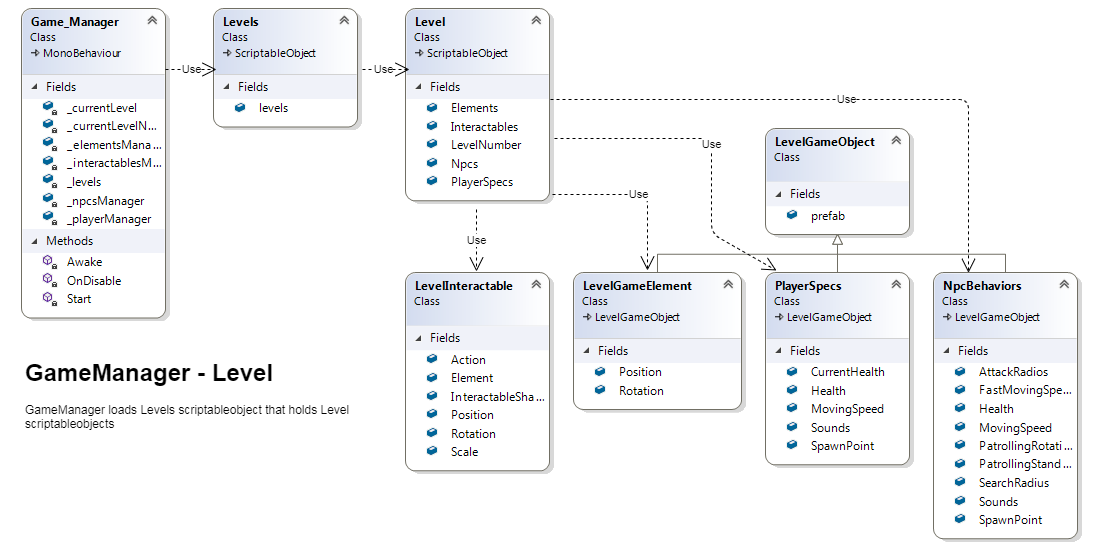 Game_Manager
Class
MonoBehaviour
Fields
_currentLevel
_currentLevelN...
_elementsMana...
_interactablesM...
_levels
_npcsManager
_playerManager
Methods
Awake
OnDisable
Start
Use
Levels
Class
ScriptableObject
Fields
levels
Use
Level
Class
ScriptableObject
Fields
Elements
Interactables
LevelNumber
Npcs
PlayerSpecs
Use
Use
Use
Use
LevelGameObject
Class
Fields
prefab
LevelInteractable
Class
Fields
Action
Element
InteractableSha...
Position
Rotation
Scale
LevelGameElement
Class
LevelGameObject
Fields
Position
Rotation
PlayerSpecs
Class
LevelGameObject
Fields
CurrentHealth
Health
MovingSpeed
Sounds
SpawnPoint
NpcBehaviors
Class
LevelGameObject
Fields
AttackRadios
FastMovingSpe...
Health
MovingSpeed
PatrollingRotati...
PatrollingStand...
SearchRadius
Sounds
SpawnPoint
GameManager - Level
GameManager loads Levels scriptableobject that holds Level
scriptableobjects